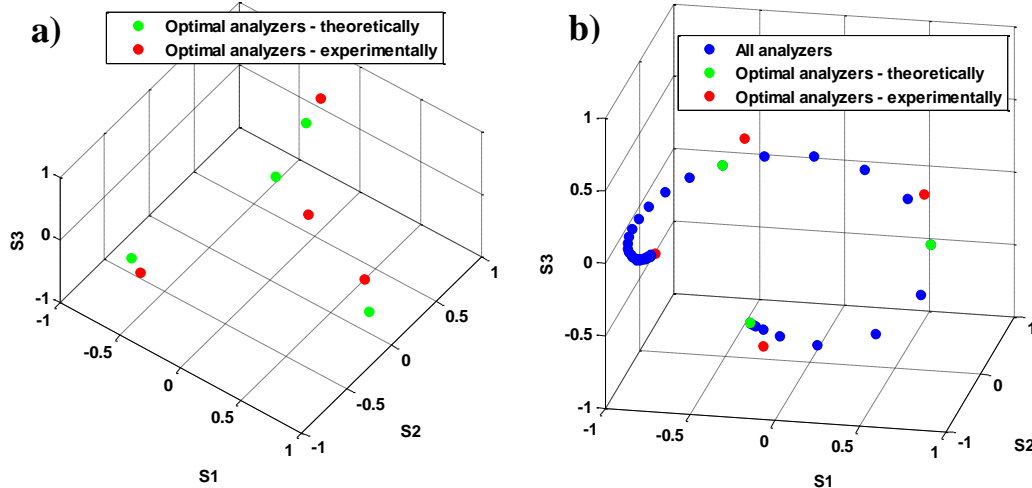 a)
Optimal analyzers - theoretically
Optimal analyzers - experimentally
1
0
-1
S3
-1
-0.5
0
0.5
1
S1
-1
-0.5
0
0.5
1
S2
b)
All analyzers
Optimal analyzers - theoretically
Optimal analyzers - experimentally
1
0.5
0
-0.5
-1
S3
-1
-0.5
0
0.5
1
S1
-1
0
1
S2